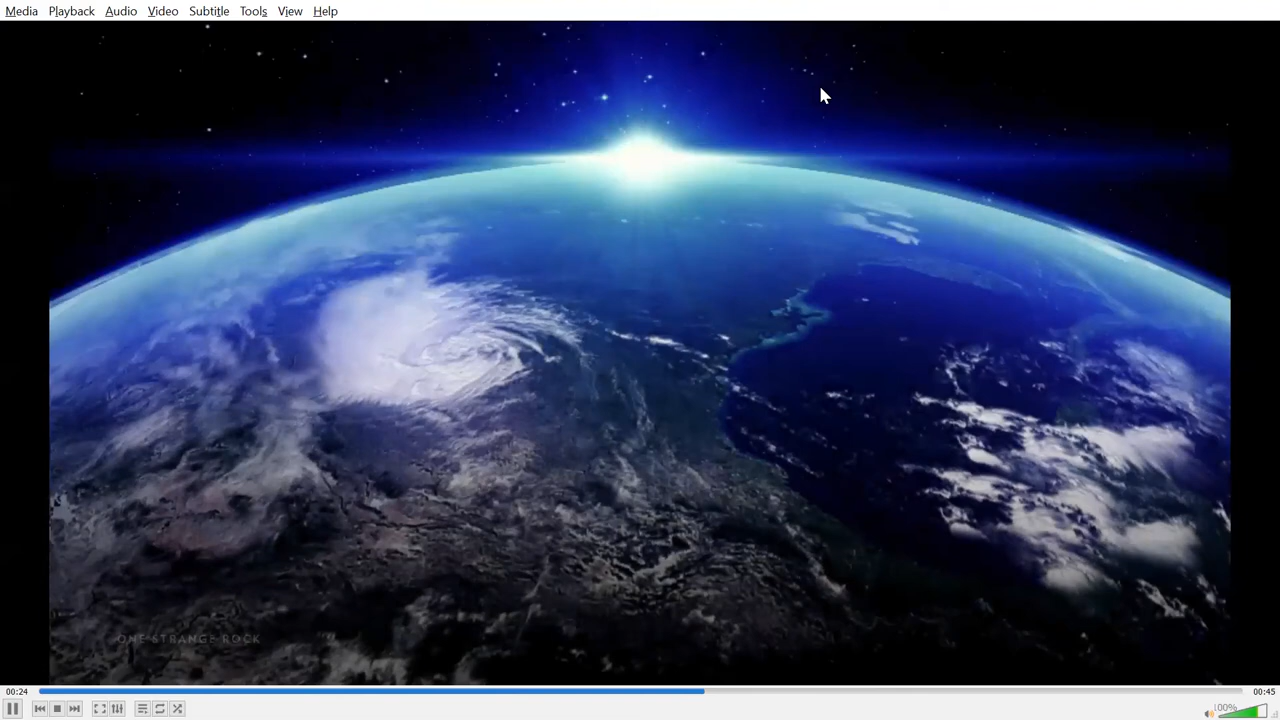 Media Playback Audio Video Subtitle Tools View Help
ONE STRANGE ROCK
00:24 00:45
100%